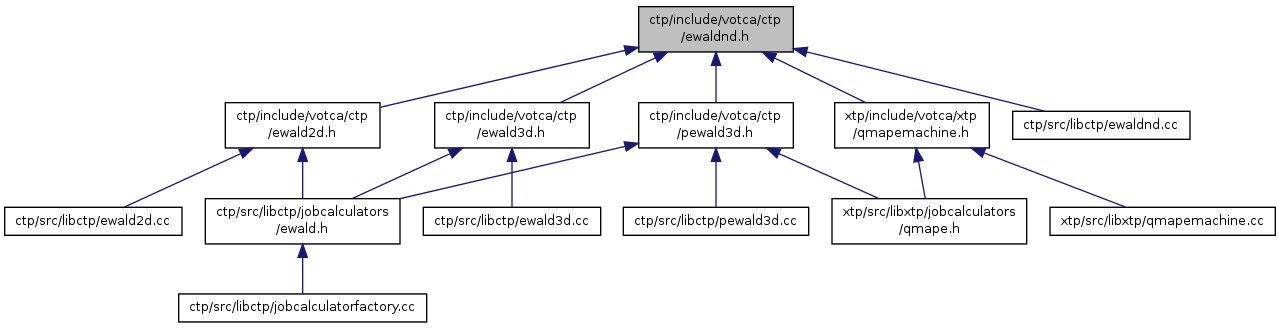 ctp/include/votca/ctp
/ewaldnd.h
ctp/include/votca/ctp
/ewald2d.h
ctp/include/votca/ctp
/ewald3d.h
ctp/include/votca/ctp
/pewald3d.h
xtp/include/votca/xtp
/qmapemachine.h
ctp/src/libctp/ewaldnd.cc
ctp/src/libctp/ewald2d.cc
ctp/src/libctp/jobcalculators
/ewald.h
ctp/src/libctp/ewald3d.cc
ctp/src/libctp/pewald3d.cc
xtp/src/libxtp/jobcalculators
/qmape.h
xtp/src/libxtp/qmapemachine.cc
ctp/src/libctp/jobcalculatorfactory.cc